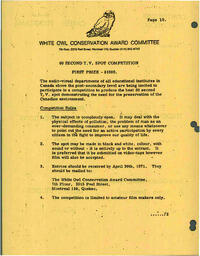 Page 10.
WHITE OWL CONSERVATION AWARD COMMITTEE
60 SECOND T.V. SPOT COMPETITION
FIRST PRIZE - $1500.
The audio-visual departments of all educational institutes in
Canada above the post-secondary level are being invited to
participate in a competition to produce the best 60 second
T.V. spot demonstrating the need for the preservation of the
Canadian environment.
Competition Rules
1. The subject is completely open. It may deal with the
physical effects of pollution, the problem of the
ever-demanding consumer, or use any means whatsoever
to point out the need for an active participation by every
citizen in the fight to improve our quality of life.
2. The spot may be made in black and white, colour, with
sound or without - it is entirely up to the entrant. It
is preferred that it be submitted on video-tape however
film will also be accepted.
3. Entries should be received by April 30th, 1971. They
should be mailed to:
The White Owl Conservation Award Committee,
7th Floor, 2015 Peel Street,
Montreal 110, Quebec.
4. The competition is limited to amateur film makers only.